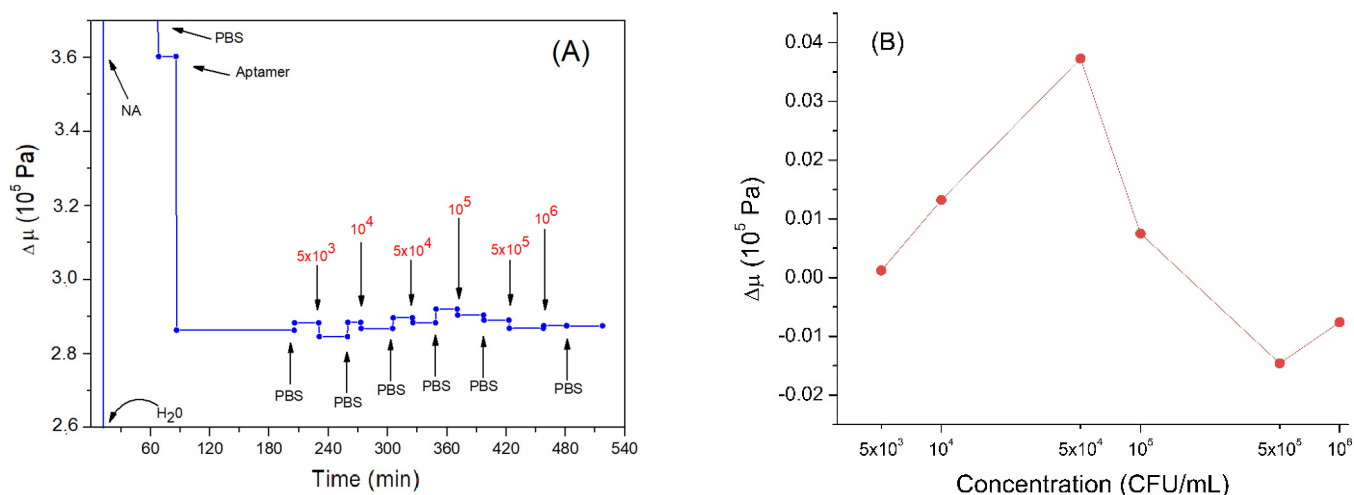 (A)
Δ μ (10⁵ Pa)
3.6
3.4
3.2
3.0
2.8
2.6
PBS
Aptamer
NA
H₂0
5x10³
10⁴
5x10⁴
10⁵
5x10⁵
10⁶
PBS
PBS
PBS
PBS
PBS
PBS
60 120 180 240 300 360 420 480 540
Time (min)
(B)
Δμ (10⁵ Pa)
0.04
0.03
0.02
0.01
0.00
-0.01
-0.02
5x10³ 10⁴ 5x10⁴ 10⁵ 5x10⁵ 10⁶
Concentration (CFU/mL)